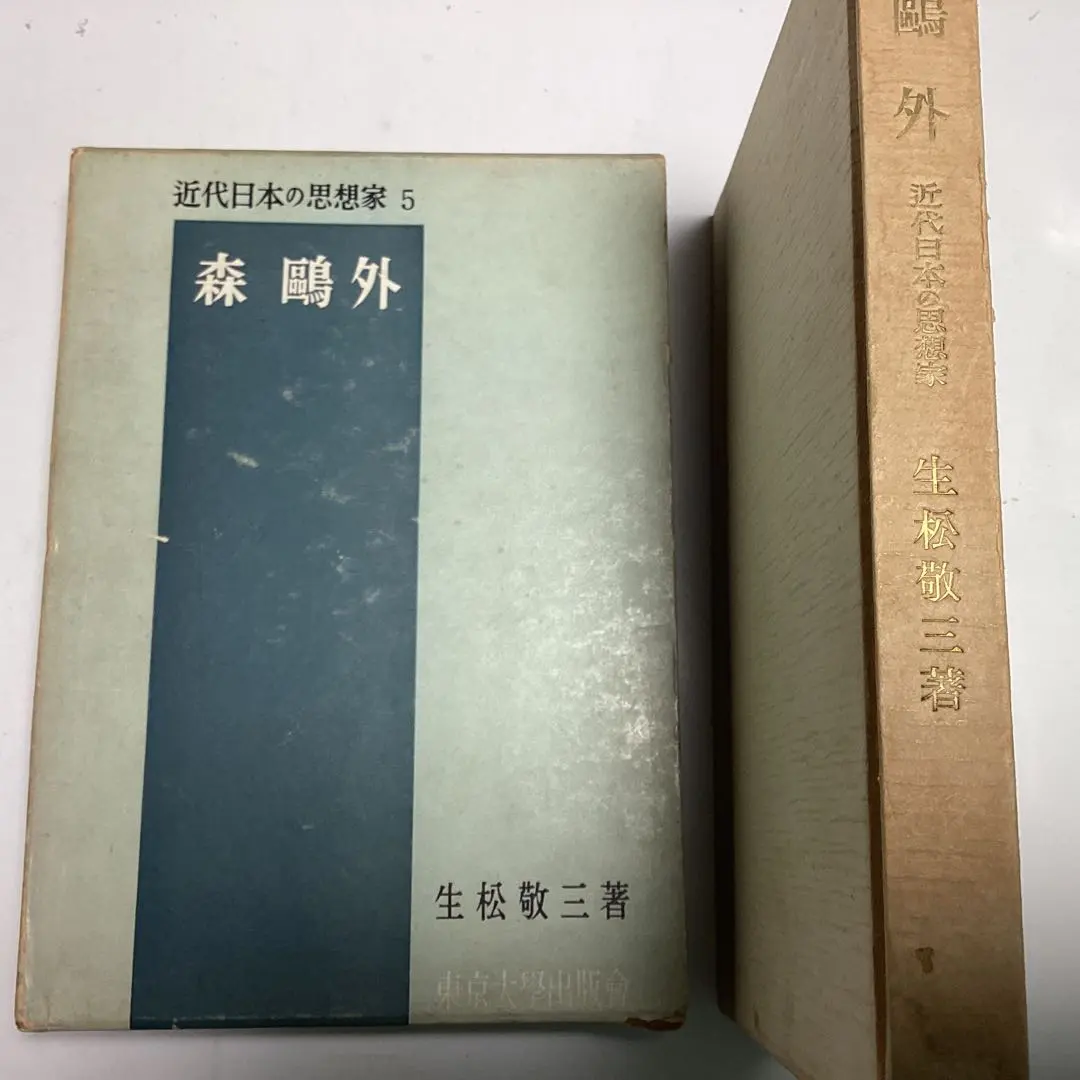 近代日本の思想家 5
森 鷗外
生松敬三著
東京大學出版會
鷗外
近代日本の思想家
生松敬三著